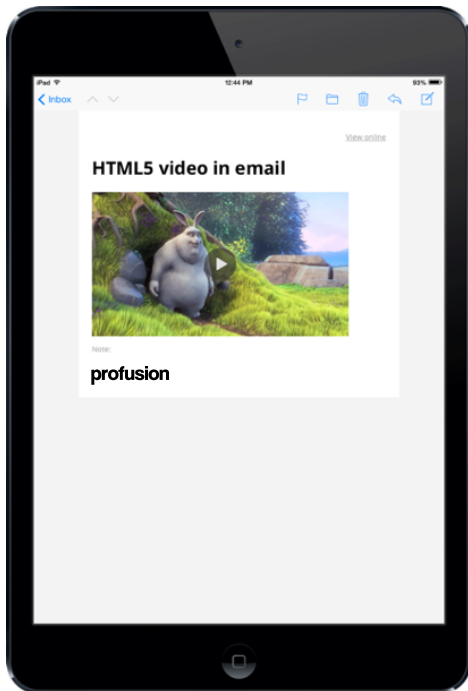 iPad
12:44 PM
93%
Inbox
View online
HTML5 video in email
Note:
profusion